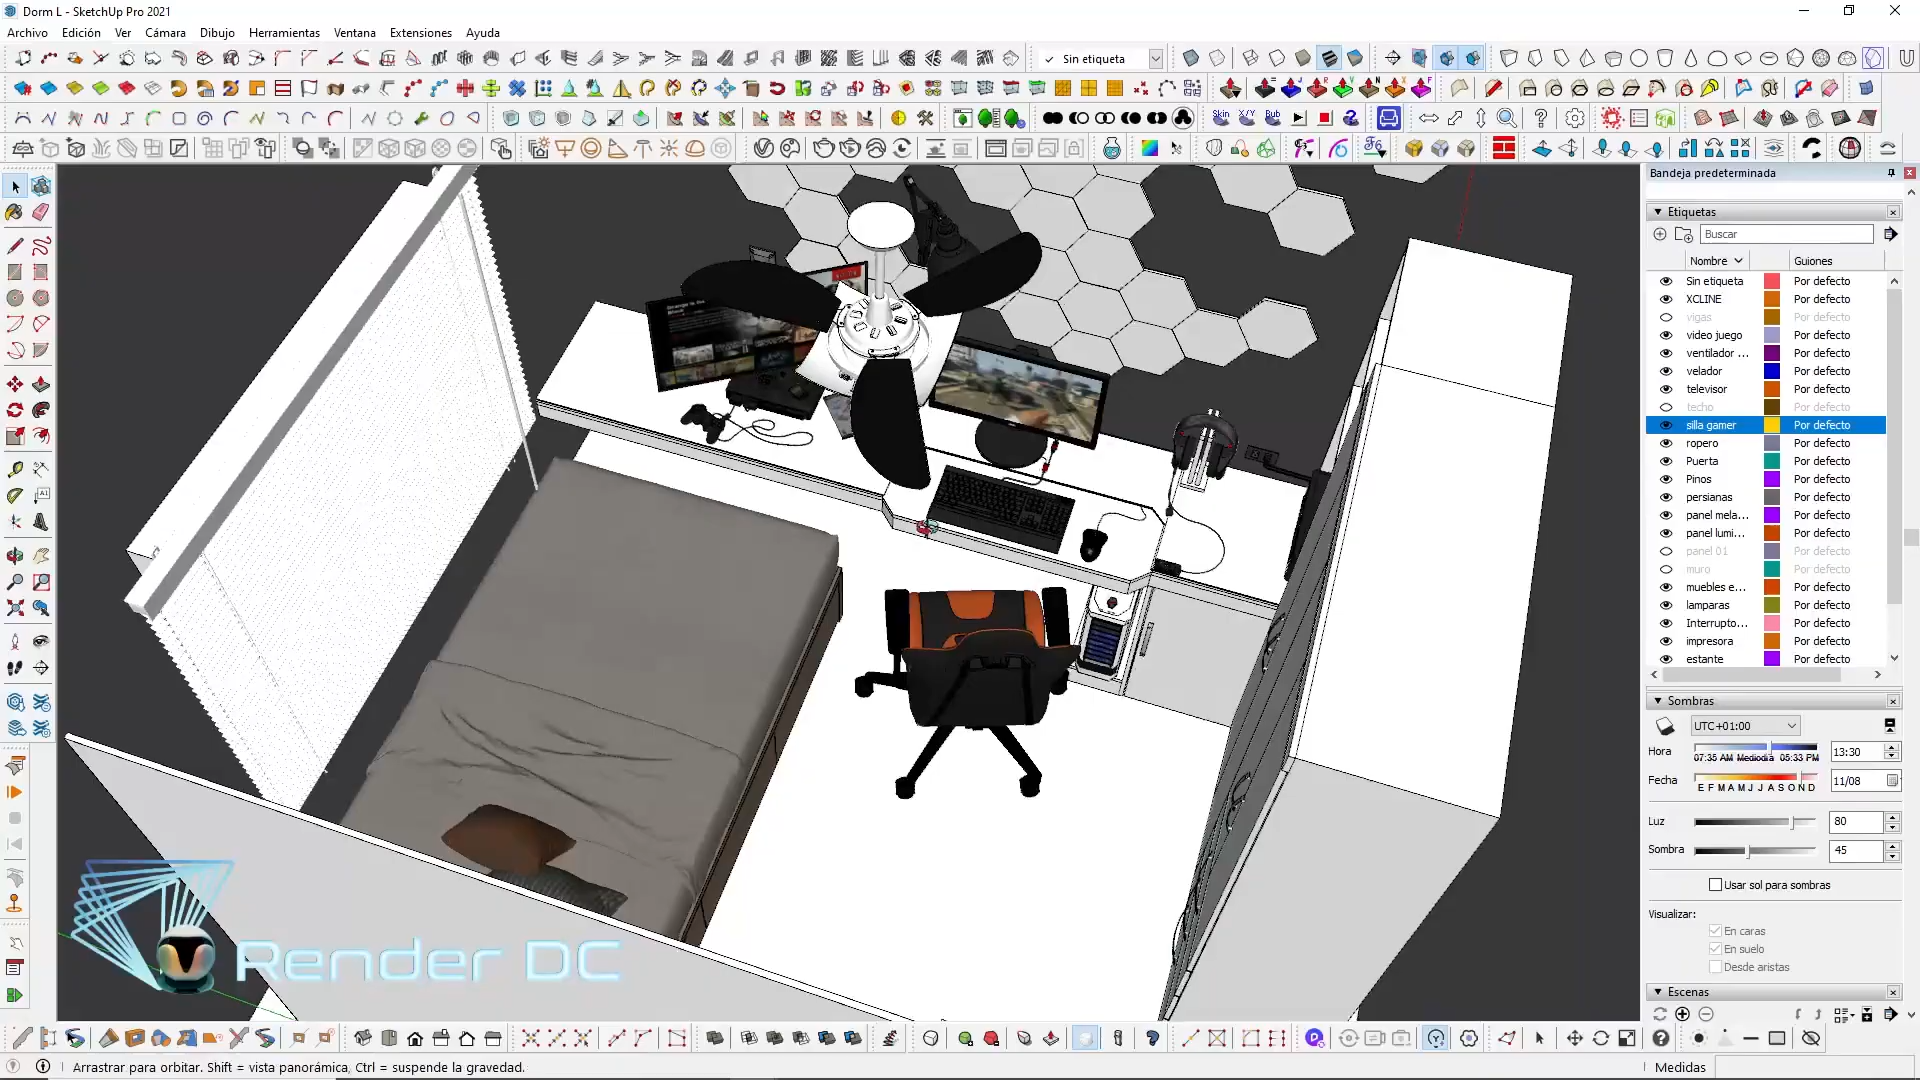 Dorm L - SketchUp Pro 2021
Archivo Edición Ver Cámara Dibujo Herramientas Ventana Extensiones Ayuda
Sin etiqueta
Skin X/Y Bub
Bandeja predeterminada
Etiquetas
Buscar
Nombre Guiones
Sin etiqueta Por defecto
XCLINE Por defecto
vigas Por defecto
video juego Por defecto
ventilador ... Por defecto
velador Por defecto
televisor Por defecto
techo Por defecto
silla gamer Por defecto
ropero Por defecto
Puerta Por defecto
Pinos Por defecto
persianas Por defecto
panel mela... Por defecto
panel lumi... Por defecto
panel 01 Por defecto
muro Por defecto
muebles e... Por defecto
lamparas Por defecto
Interrupto... Por defecto
impresora Por defecto
estante Por defecto
Sombras
UTC+01:00
Hora 07:35 AM Mediodía 05:33 PM 13:30
Fecha E F M A M J J A S O N D 11/08
Luz 80
Sombra 45
Usar sol para sombras
Visualizar:
En caras
En suelo
Desde aristas
Escenas
Render DC
Arrastrar para orbitar. Shift = vista panorámica, Ctrl = suspende la gravedad.
Medidas